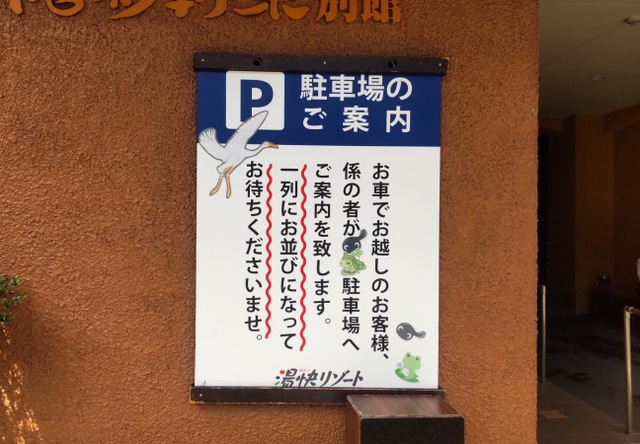 別館
P
駐車場の
ご案内
お車でお越しのお客様、
係の者が駐車場へ
ご案内を致します。
一列にお並びになって
お待ちくださいませ。
湯快リゾート